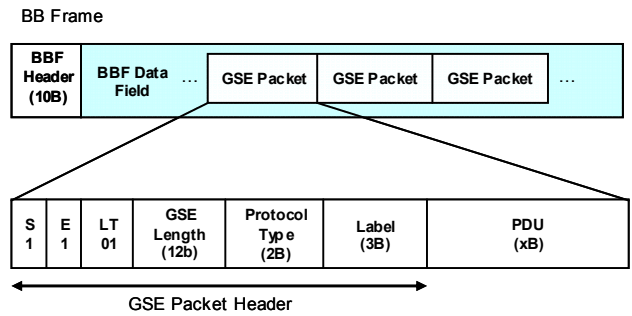 BB Frame
BBF
Header
(10B)
BBF Data
Field
...
GSE Packet
GSE Packet
GSE Packet
...
S
1
E
1
LT
01
GSE
Length
(12b)
Protocol
Type
(2B)
Label
(3B)
PDU
(xB)
GSE Packet Header